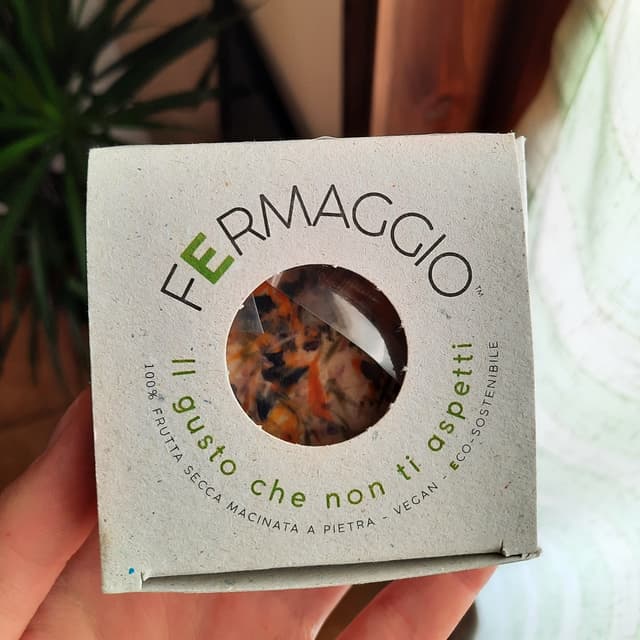 FERMAGGIO™
Il gusto che non ti aspetti
100% FRUTTA SECCA MACINATA A PIETRA - VEGAN - ECO-SOSTENIBILE